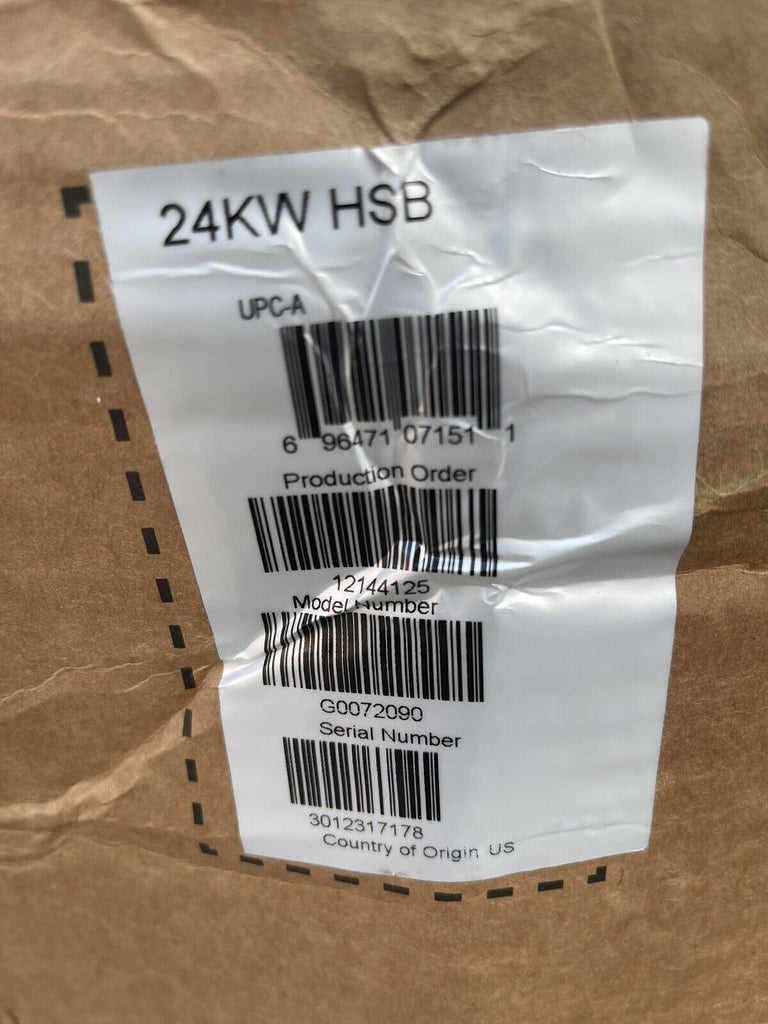 24KW HSB
UPC-A
6 96471 07151 1
Production Order
12144125
Model Number
G0072090
Serial Number
3012317178
Country of Origin US